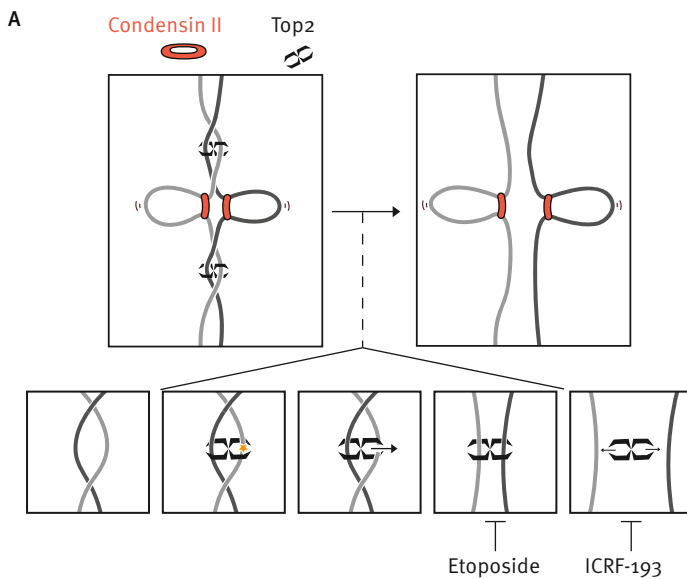 A
Condensin II
Top2
Etoposide
ICRF-193